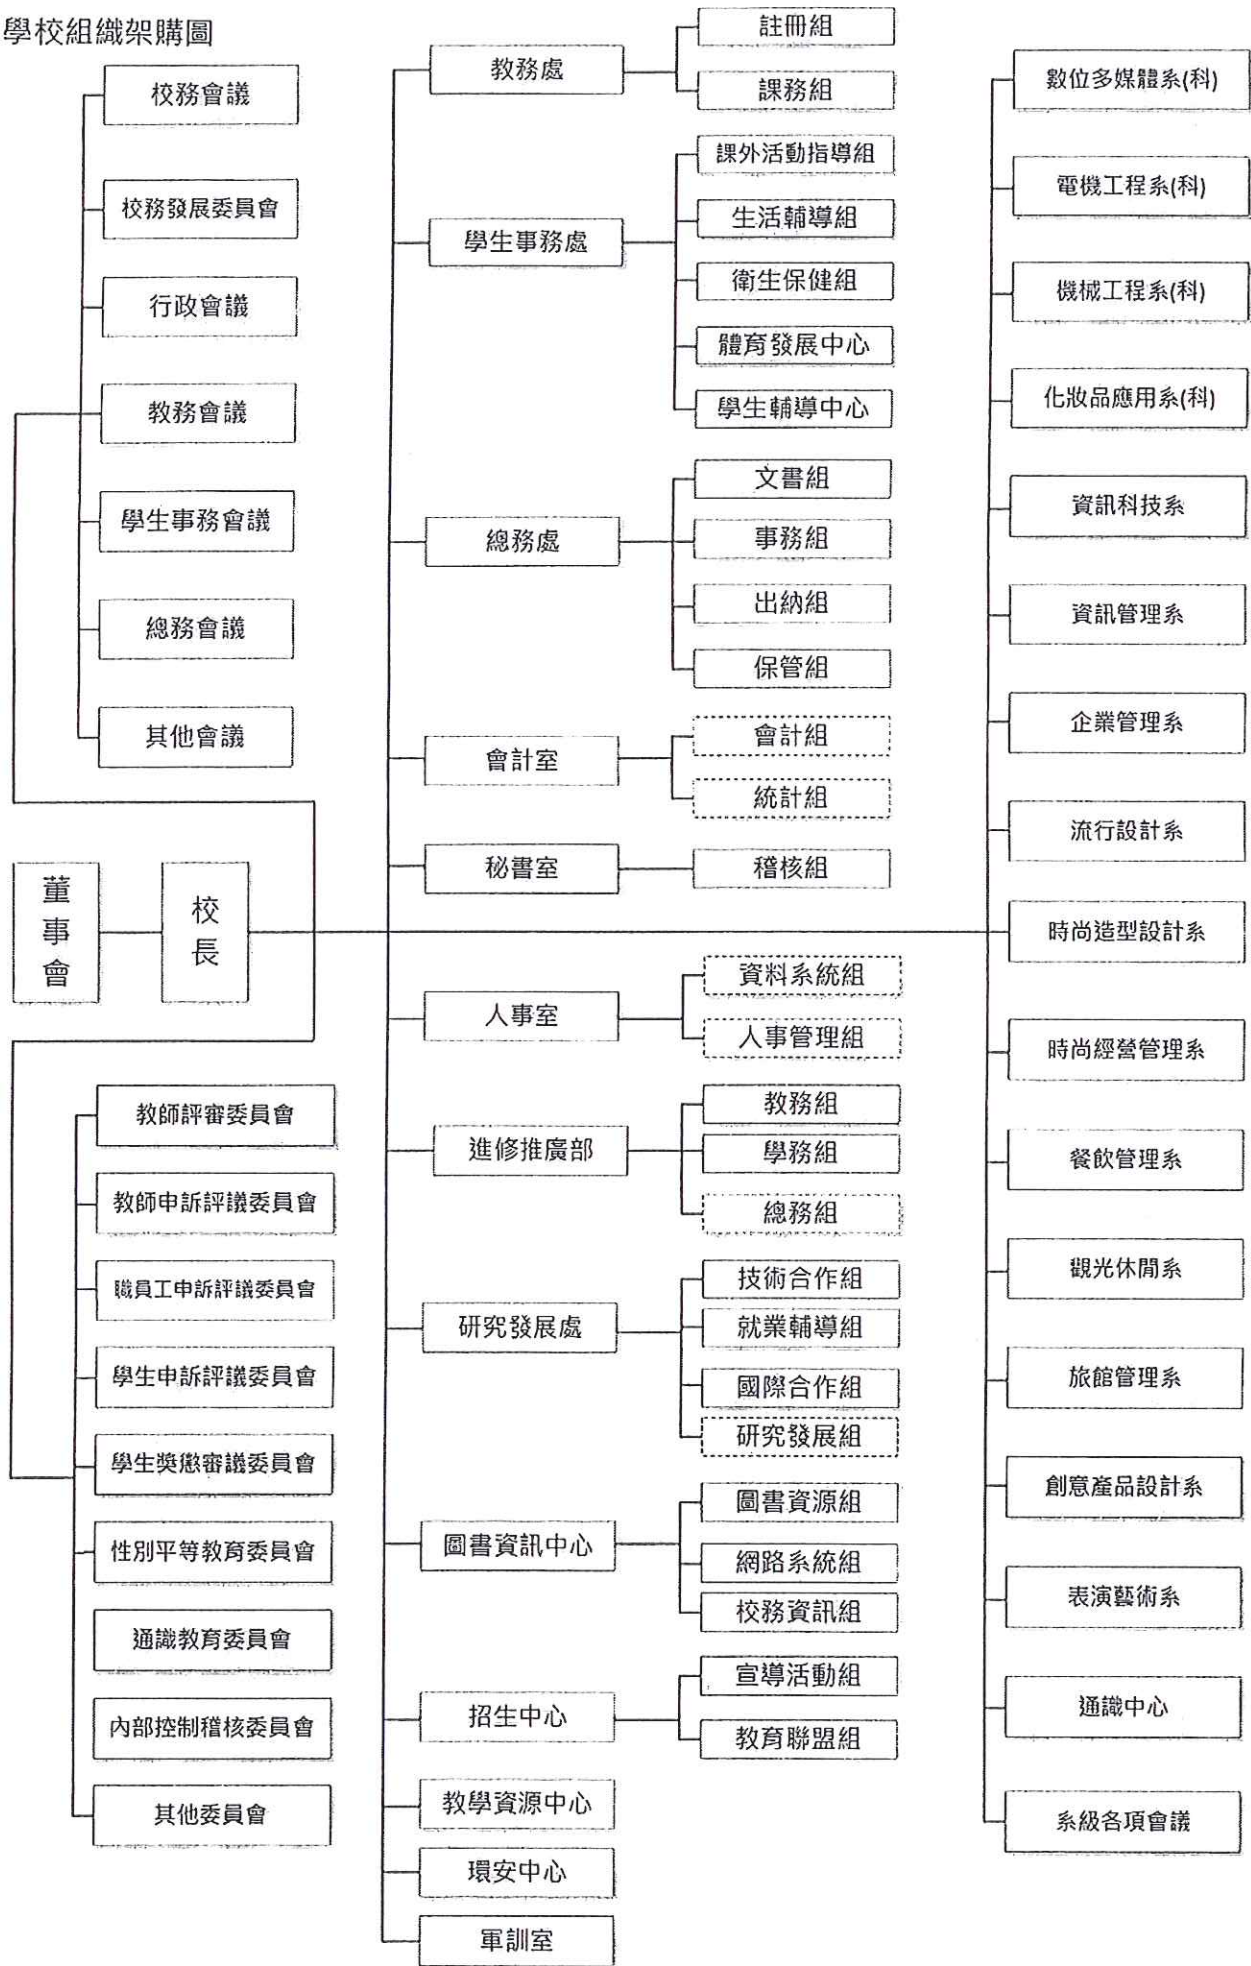 學校組織架購圖
校務會議
校務發展委員會
行政會議
教務會議
學生事務會議
總務會議
其他會議
董事會
校長
教師評審委員會
教師申訴評議委員會
職員工申訴評議委員會
學生申訴評議委員會
學生獎懲審議委員會
性別平等教育委員會
通識教育委員會
內部控制稽核委員會
其他委員會
教務處
註冊組
課務組
學生事務處
課外活動指導組
生活輔導組
衛生保健組
體育發展中心
學生輔導中心
總務處
文書組
事務組
出納組
保管組
會計室
會計組
統計組
秘書室
稽核組
人事室
資料系統組
人事管理組
進修推廣部
教務組
學務組
總務組
研究發展處
技術合作組
就業輔導組
國際合作組
研究發展組
圖書資訊中心
圖書資源組
網路系統組
校務資訊組
招生中心
宣導活動組
教育聯盟組
教學資源中心
環安中心
軍訓室
數位多媒體系(科)
電機工程系(科)
機械工程系(科)
化妝品應用系(科)
資訊科技系
資訊管理系
企業管理系
流行設計系
時尚造型設計系
時尚經營管理系
餐飲管理系
觀光休閒系
旅館管理系
創意產品設計系
表演藝術系
通識中心
系級各項會議